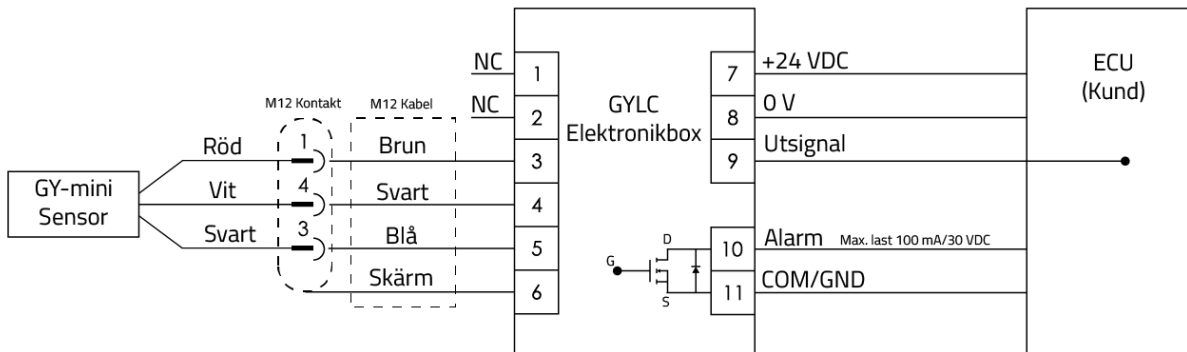 GY-mini
Sensor
Röd
Vit
Svart
M12 Kontakt
1
4
3
M12 Kabel
Brun
Svart
Blå
Skärm
NC
NC
1
2
3
4
5
6
GYLC
Elektronikbox
G
D
S
7
8
9
10
11
+24 VDC
0 V
Utsignal
Alarm Max. last 100 mA/30 VDC
COM/GND
ECU
(Kund)